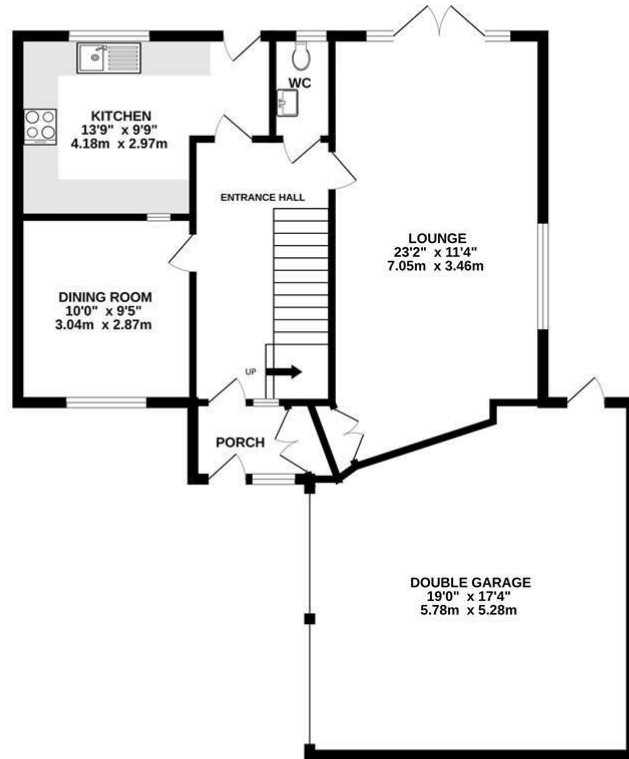 WC
KITCHEN
13'9" x 9'9"
4.18m x 2.97m
ENTRANCE HALL
LOUNGE
23'2" x 11'4"
7.05m x 3.46m
DINING ROOM
10'0" x 9'5"
3.04m x 2.87m
UP
PORCH
DOUBLE GARAGE
19'0" x 17'4"
5.78m x 5.28m